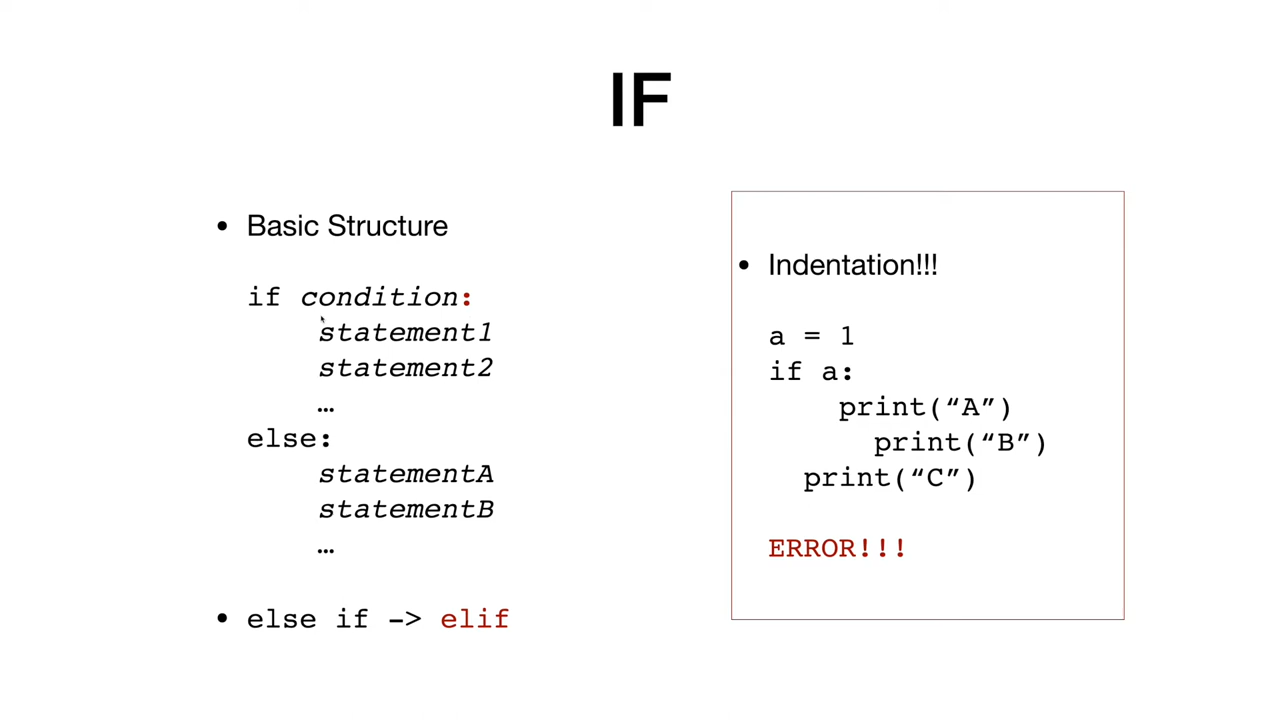 IF
• Basic Structure
if condition:
statement1
statement2
…
else:
statementA
statementB
…
• else if -> elif
• Indentation!!!
a = 1
if a:
print(“A”)
print(“B”)
print(“C”)
ERROR!!!